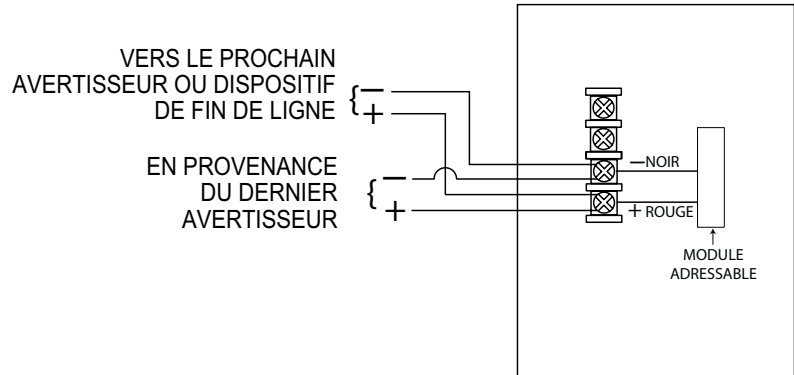 VERS LE PROCHAIN
AVERTISSEUR OU DISPOSITIF
DE FIN DE LIGNE
{
−
+
EN PROVENANCE
DU DERNIER
AVERTISSEUR
{
−
+
−NOIR
+ ROUGE
MODULE
ADRESSABLE